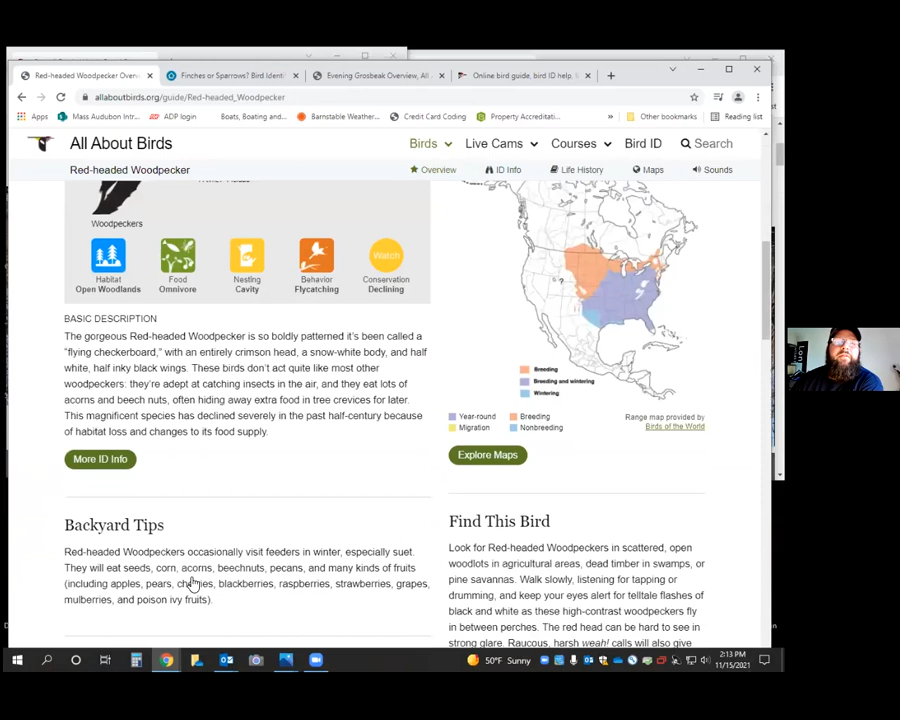 Red-headed Woodpecker Over
Finches or Sparrows? Bird Identi
Evening Grosbeak Overview, All A
Online bird guide, bird ID help, l
allaboutbirds.org/guide/Red-headed_Woodpecker
Apps
Mass Audubon Intr...
ADP login
Boats, Boating and...
Barnstable Weather...
Credit Card Coding
Property Accreditati...
»
Other bookmarks
Reading list
All About Birds
Birds
Live Cams
Courses
Bird ID
Search
Red-headed Woodpecker
Overview
ID Info
Life History
Maps
Sounds
Woodpeckers
Watch
Habitat
Open Woodlands
Food
Omnivore
Nesting
Cavity
Behavior
Flycatching
Conservation
Declining
BASIC DESCRIPTION
The gorgeous Red-headed Woodpecker is so boldly patterned it's been called a
"flying checkerboard," with an entirely crimson head, a snow-white body, and half
white, half inky black wings. These birds don't act quite like most other
woodpeckers: they're adept at catching insects in the air, and they eat lots of
acorns and beech nuts, often hiding away extra food in tree crevices for later.
This magnificent species has declined severely in the past half-century because
of habitat loss and changes to its food supply.
More ID Info
?
Breeding
Breeding and wintering
Wintering
Year-round
Breeding
Migration
Nonbreeding
Range map provided by
Birds of the World
Explore Maps
Backyard Tips
Red-headed Woodpeckers occasionally visit feeders in winter, especially suet.
They will eat seeds, corn, acorns, beechnuts, pecans, and many kinds of fruits
(including apples, pears, cherries, blackberries, raspberries, strawberries, grapes,
mulberries, and poison ivy fruits).
Find This Bird
Look for Red-headed Woodpeckers in scattered, open
woodlots in agricultural areas, dead timber in swamps, or
pine savannas. Walk slowly, listening for tapping or
drumming, and keep your eyes alert for telltale flashes of
black and white as these high-contrast woodpeckers fly
in between perches. The red head can be hard to see in
strong glare. Raucous, harsh weah! calls will also give
50°F Sunny
2:13 PM
11/15/2021